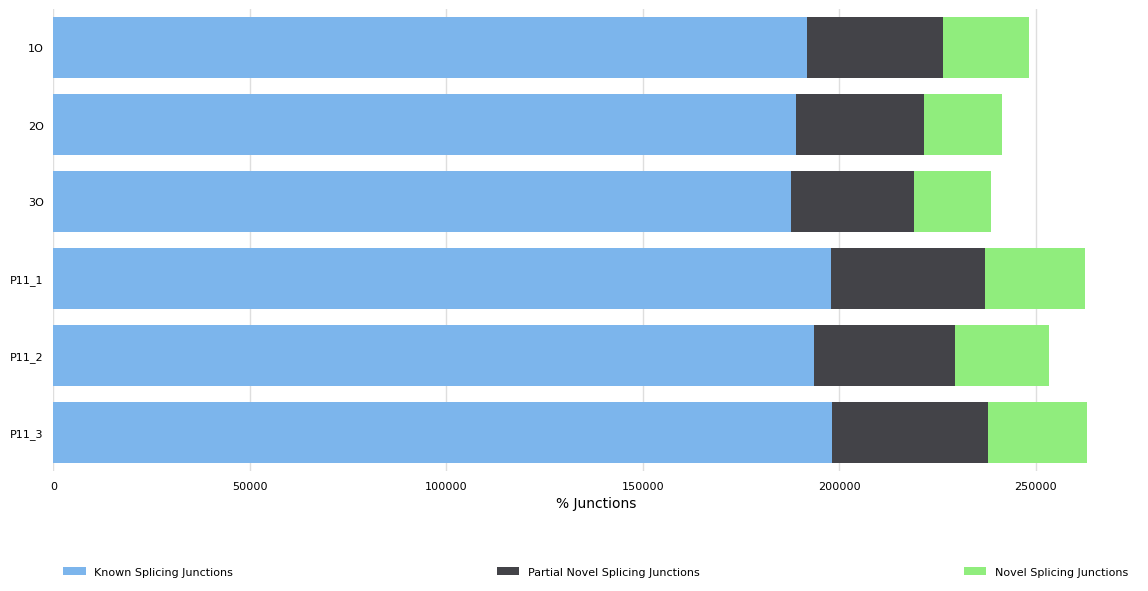 1O
2O
3O
P11_1
P11_2
P11_3
0 50000 100000 150000 200000 250000
% Junctions
Known Splicing Junctions Partial Novel Splicing Junctions Novel Splicing Junctions